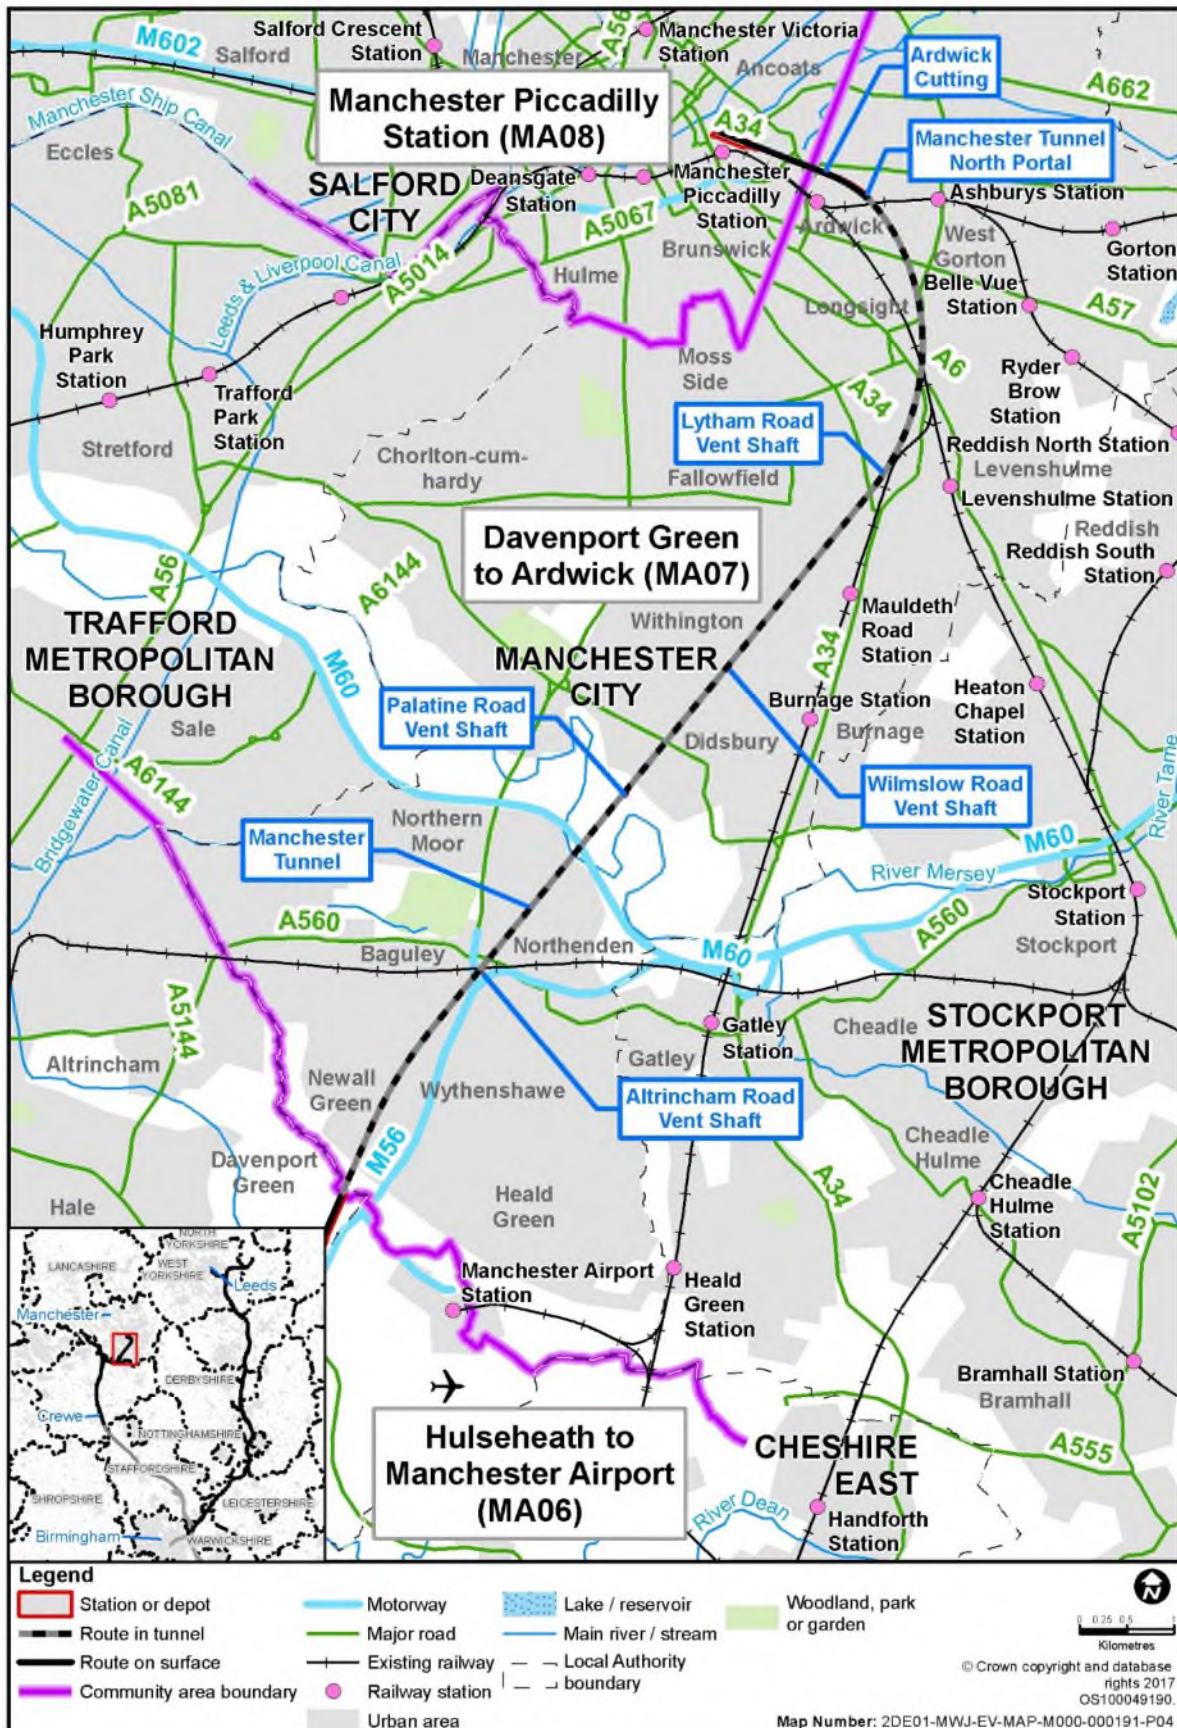 Salford Crescent
Station
Manchester
A56
Manchester Victoria
Station
M602
Salford
Ancoats
Ardwick
Cutting
A662
Manchester Ship Canal
Manchester Piccadilly
Station (MA08)
A34
Manchester Tunnel
North Portal
Eccles
SALFORD
CITY
Deansgate
Station
Manchester
Piccadilly
Station
Ashburys Station
A5081
A5067
Brunswick
Ardwick
West
Gorton
Gorton
Station
Leeds & Liverpool Canal
A5014
Hulme
Longsight
Belle Vue
Station
A57
Humphrey
Park
Station
Trafford
Park
Station
Moss
Side
A6
A34
Ryder
Brow
Station
Stretford
Chorlton-cum-
hardy
Lytham Road
Vent Shaft
Fallowfield
Reddish North Station
Levenshulme
Levenshulme Station
Davenport Green
to Ardwick (MA07)
Reddish
Reddish South
Station
A56
A6144
TRAFFORD
METROPOLITAN
BOROUGH
Withington
Mauldeth
Road
Station
M60
MANCHESTER
CITY
A34
Heaton
Chapel
Station
Palatine Road
Vent Shaft
Burnage Station
Burnage
Sale
Didsbury
A6144
Bridgewater Canal
Wilmslow Road
Vent Shaft
River Tame
Northern
Moor
Manchester
Tunnel
M60
River Mersey
Stockport
Station
A560
A560
Baguley
Northenden
M60
Stockport
A5144
Gatley
Station
Cheadle
STOCKPORT
METROPOLITAN
BOROUGH
Altrincham
Newall
Green
Wythenshawe
Gatley
Altrincham Road
Vent Shaft
M56
Davenport
Green
Cheadle
Hulme
Hale
Heald
Green
A34
Cheadle
Hulme
Station
A5102
Manchester Airport
Station
Heald
Green
Station
Bramhall Station
Bramhall
Hulseheath to
Manchester Airport
(MA06)
CHESHIRE
EAST
A555
River Dean
Handforth
Station
NORTH
YORKSHIRE
LANCASHIRE
WEST
YORKSHIRE
Leeds
Manchester
DERBYSHIRE
Crewe
NOTTINGHAMSHIRE
STAFFORDSHIRE
SHROPSHIRE
LEICESTERSHIRE
Birmingham
WARWICKSHIRE
Legend
Station or depot
Route in tunnel
Route on surface
Community area boundary
Motorway
Major road
Existing railway
Railway station
Urban area
Lake / reservoir
Main river / stream
Local Authority
boundary
Woodland, park
or garden
N
0 0.25 0.5 1
Kilometres
© Crown copyright and database
rights 2017
OS100049190.
Map Number: 2DE01-MWJ-EV-MAP-M000-000191-P04